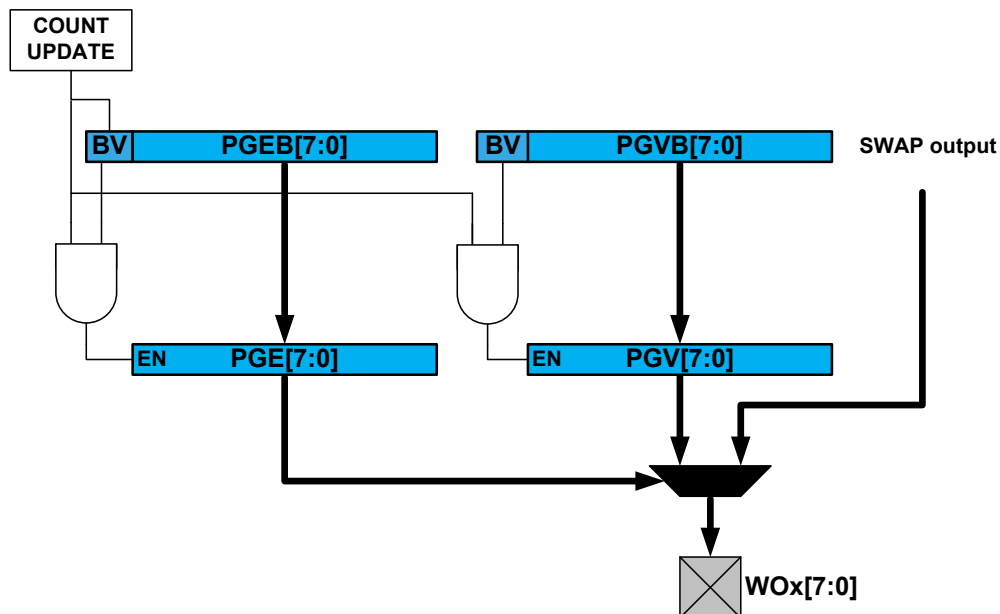 COUNT
UPDATE
BV PGEB[7:0]
BV PGVB[7:0]
SWAP output
EN PGE[7:0]
EN PGV[7:0]
WOx[7:0]